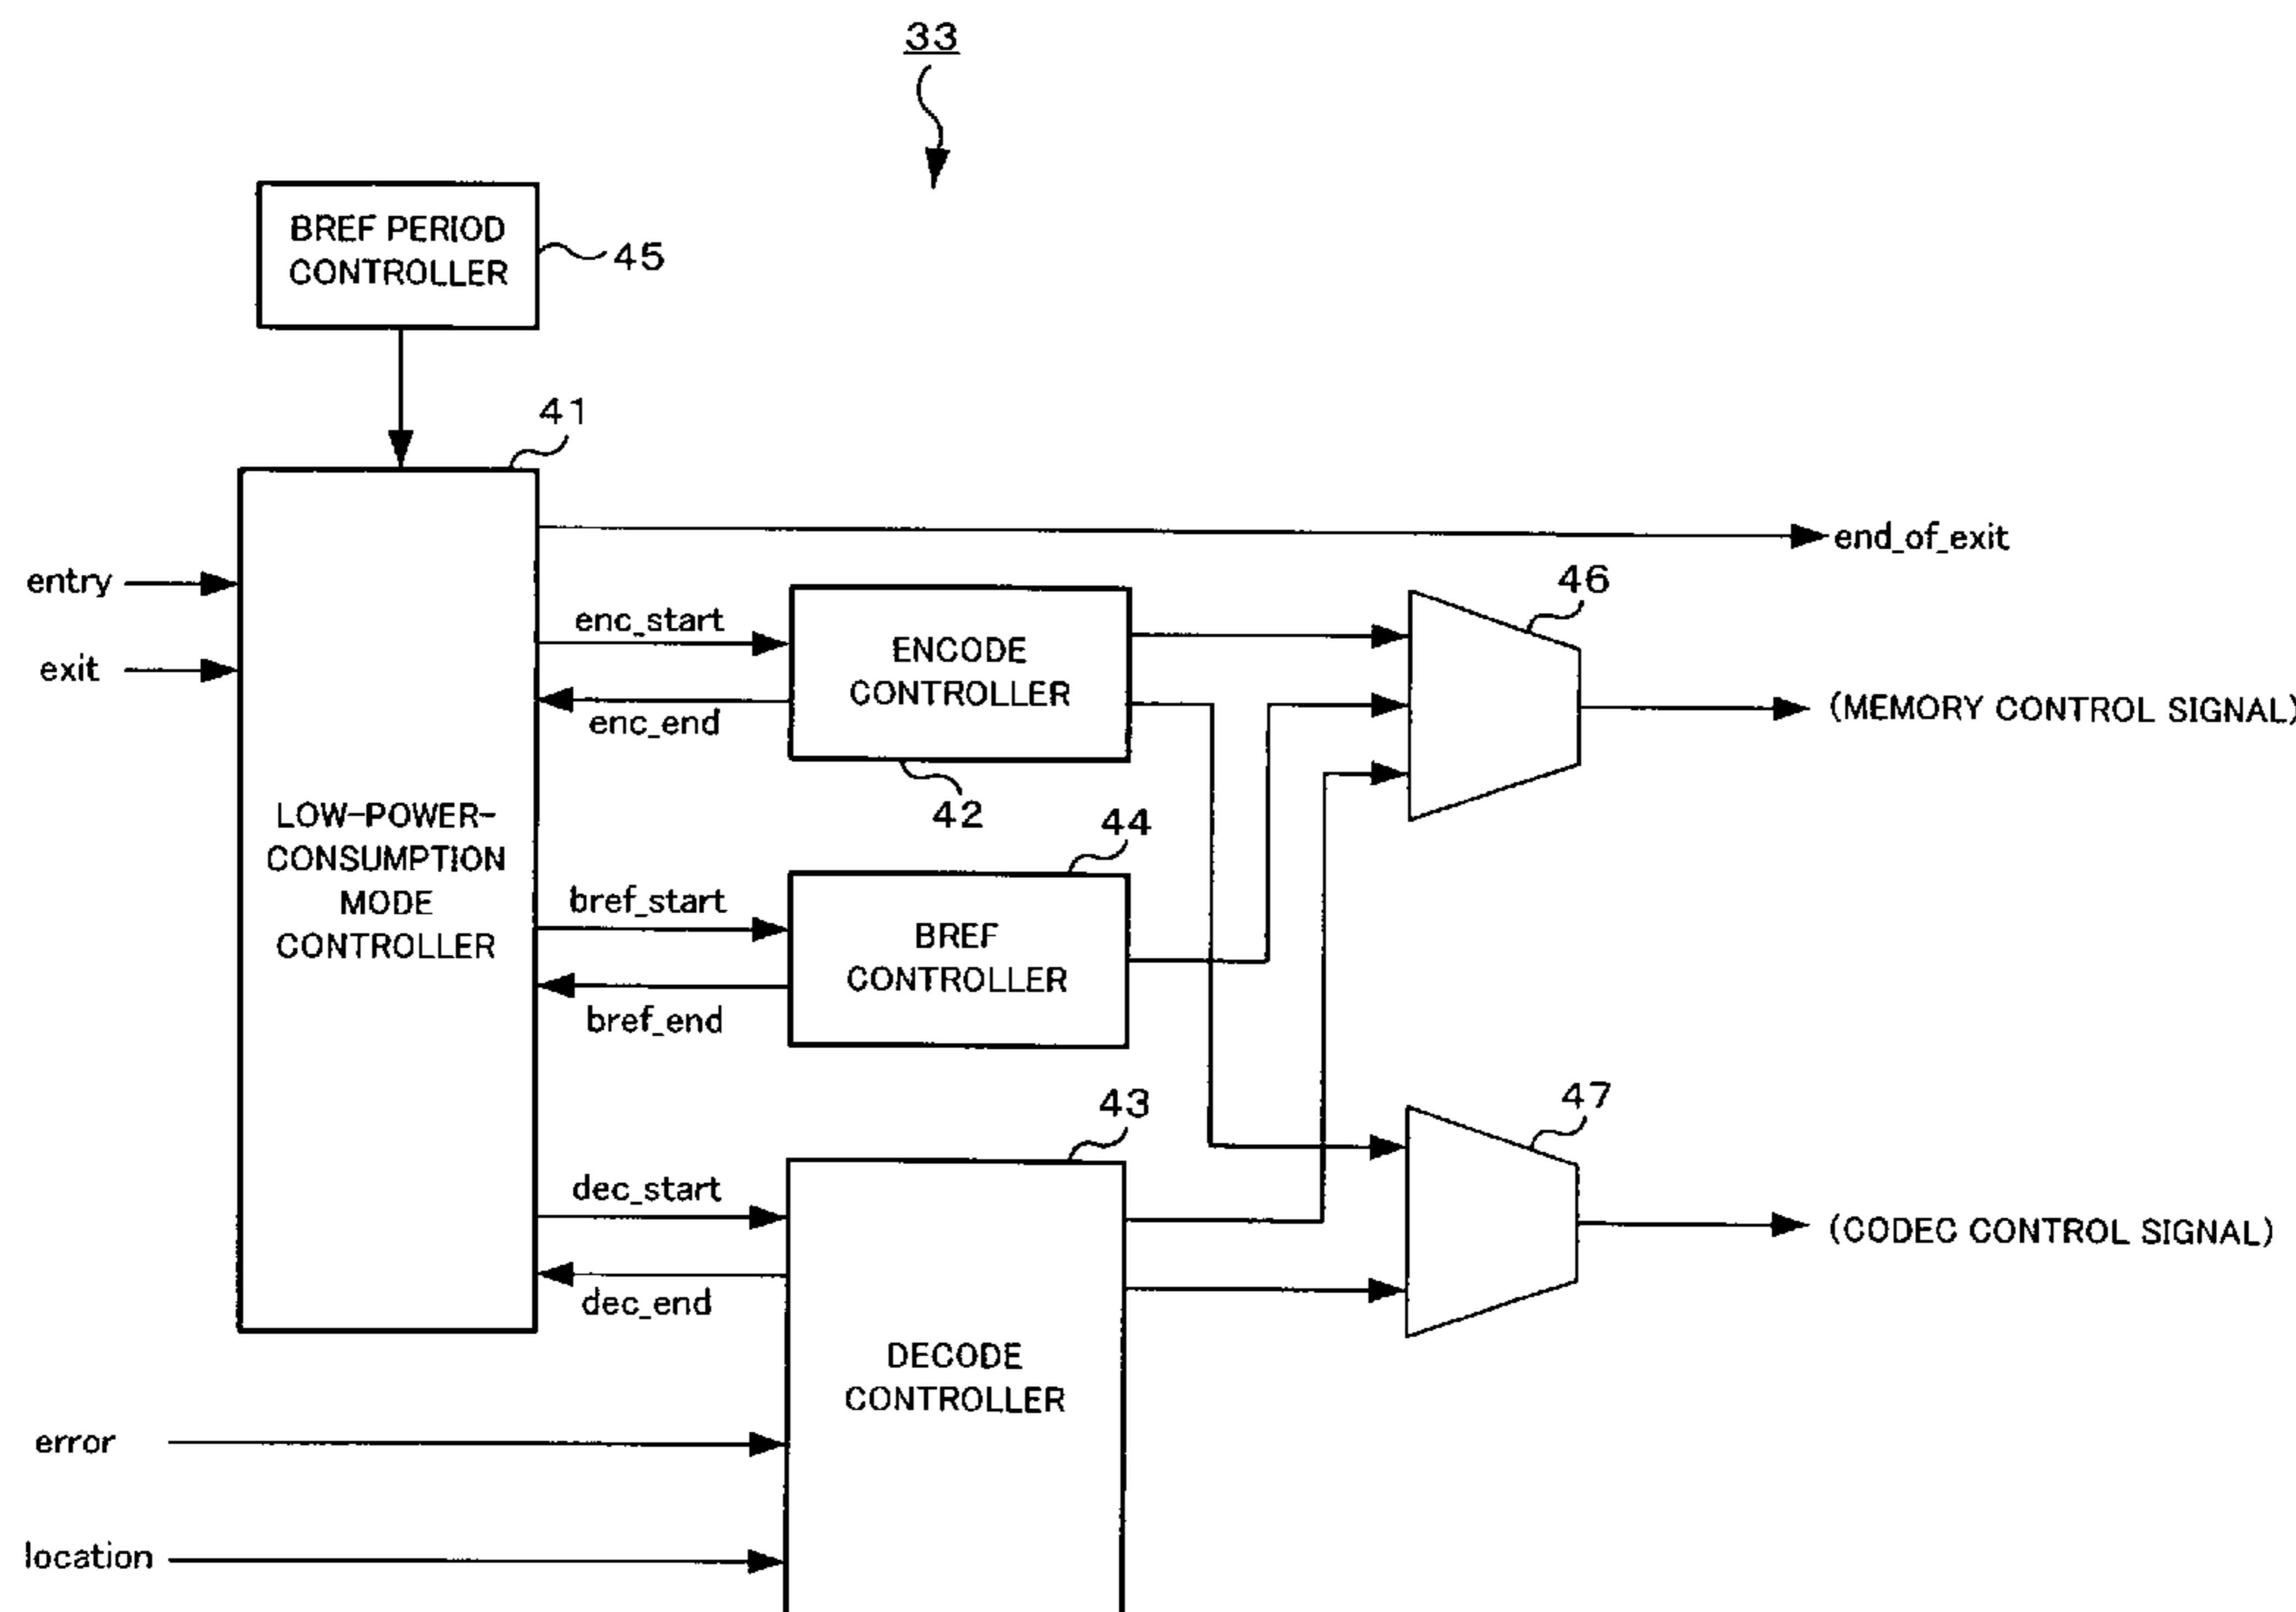 33
BREF PERIOD
CONTROLLER
45
41
end_of_exit
entry
exit
enc_start
enc_end
ENCODE
CONTROLLER
42
46
(MEMORY CONTROL SIGNAL)
LOW-POWER-
CONSUMPTION
MODE
CONTROLLER
44
bref_start
bref_end
BREF
CONTROLLER
43
47
dec_start
dec_end
(CODEC CONTROL SIGNAL)
DECODE
CONTROLLER
error
location